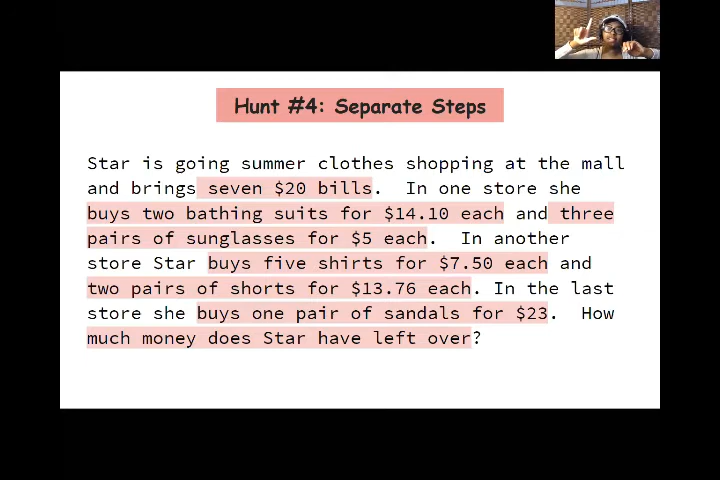 Hunt #4: Separate Steps
Star is going summer clothes shopping at the mall
and brings seven $20 bills. In one store she
buys two bathing suits for $14.10 each and three
pairs of sunglasses for $5 each. In another
store Star buys five shirts for $7.50 each and
two pairs of shorts for $13.76 each. In the last
store she buys one pair of sandals for $23. How
much money does Star have left over?